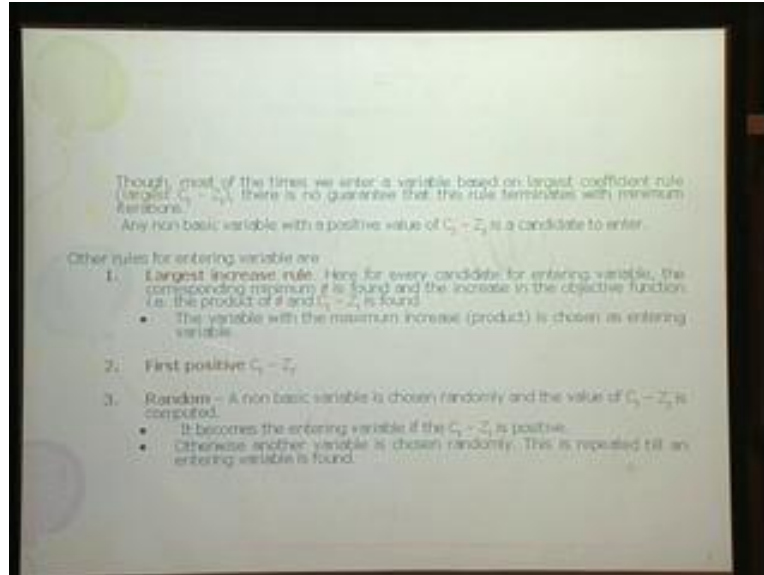 Though, most of the times we enter a variable based on largest coefficient rule
(largest Cj – Zj), there is no guarantee that this rule terminates with minimum
iterations.
Any non basic variable with a positive value of Cj – Zj is a candidate to enter.
Other rules for entering variable are
1. Largest increase rule. Here for every candidate for entering variable, the
corresponding minimum θ is found and the increase in the objective function
i.e. the product of θ and Cj – Zj is found.
• The variable with the maximum increase (product) is chosen as entering
variable.
2. First positive Cj – Zj
3. Random – A non basic variable is chosen randomly and the value of Cj – Zj is
computed.
• It becomes the entering variable if the Cj – Zj is positive.
• Otherwise another variable is chosen randomly. This is repeated till an
entering variable is found.